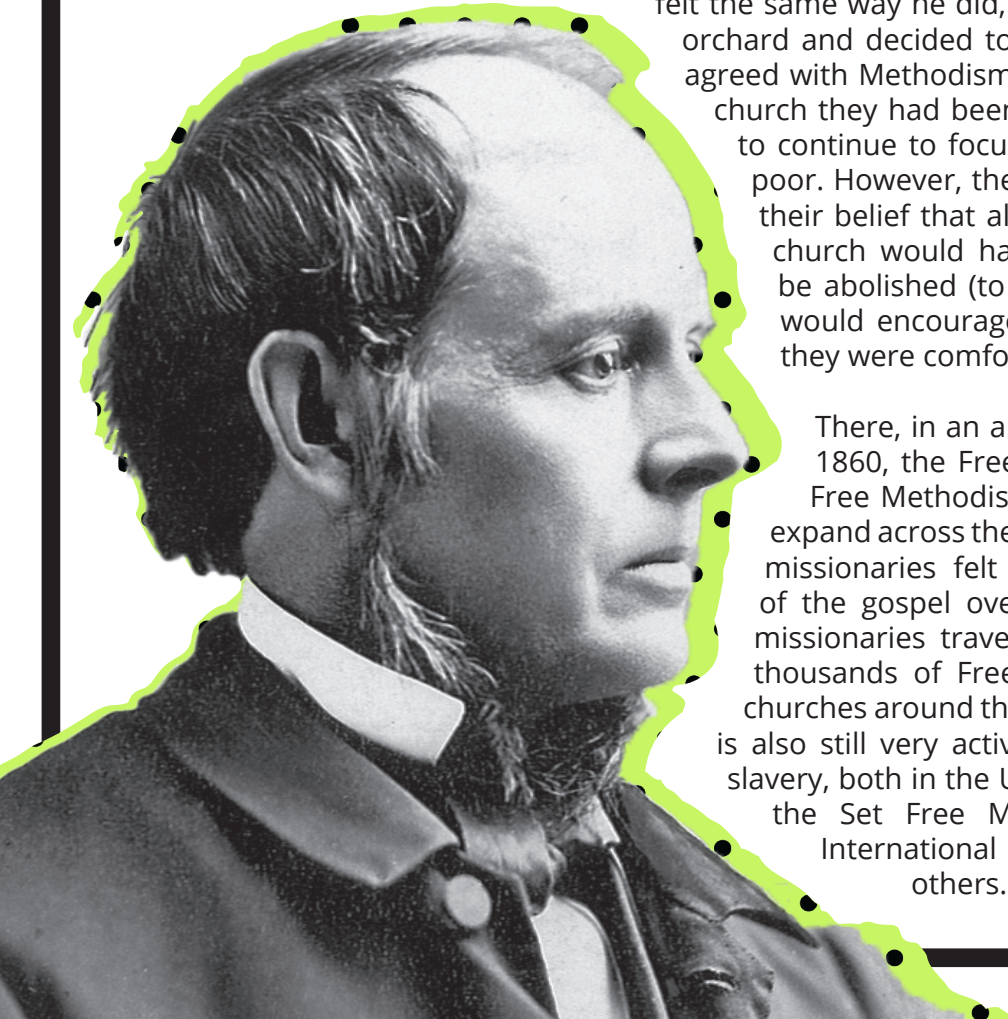 felt the same way he did,
orchard and decided to
agreed with Methodism
church they had been
to continue to focu
poor. However, the
their belief that al
church would ha
be abolished (to
would encourage
they were comfo
There, in an a
1860, the Free
Free Methodis
expand across the
missionaries felt
of the gospel ove
missionaries trave
thousands of Free
churches around th
is also still very activ
slavery, both in the U
the Set Free M
International
others.